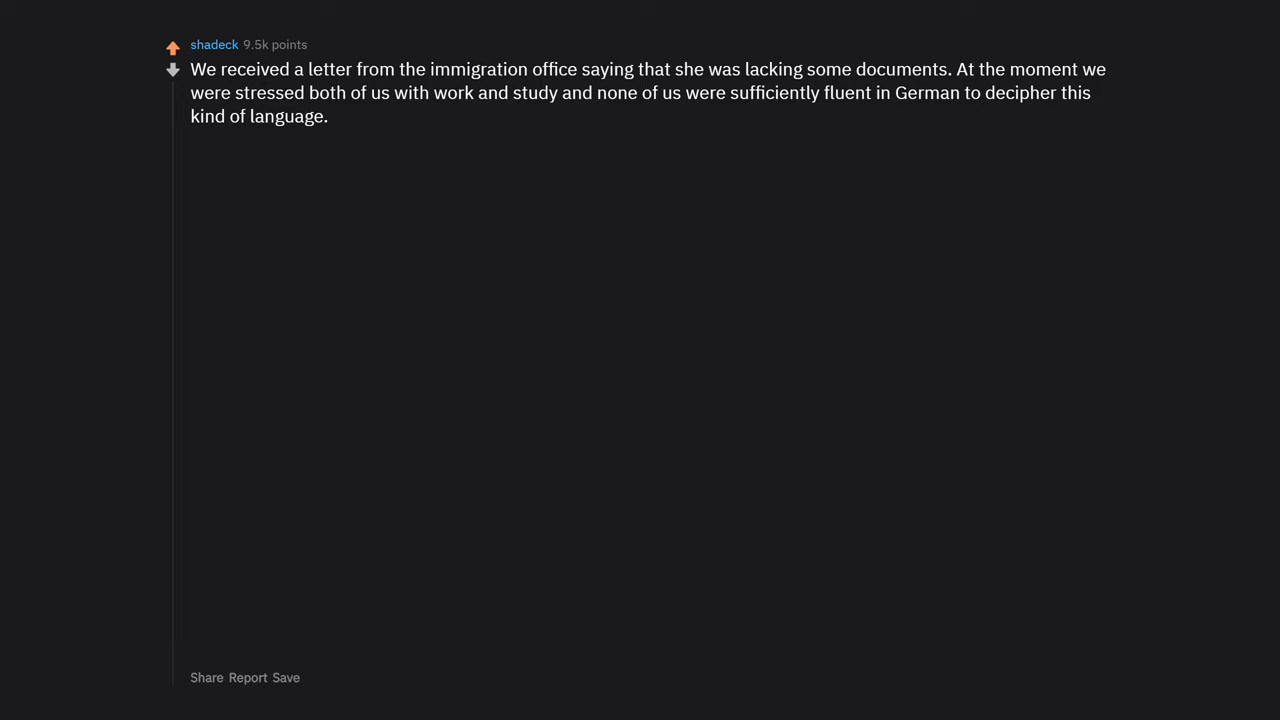 shadeck 9.5k points
We received a letter from the immigration office saying that she was lacking some documents. At the moment we
were stressed both of us with work and study and none of us were sufficiently fluent in German to decipher this
kind of language.
Share Report Save